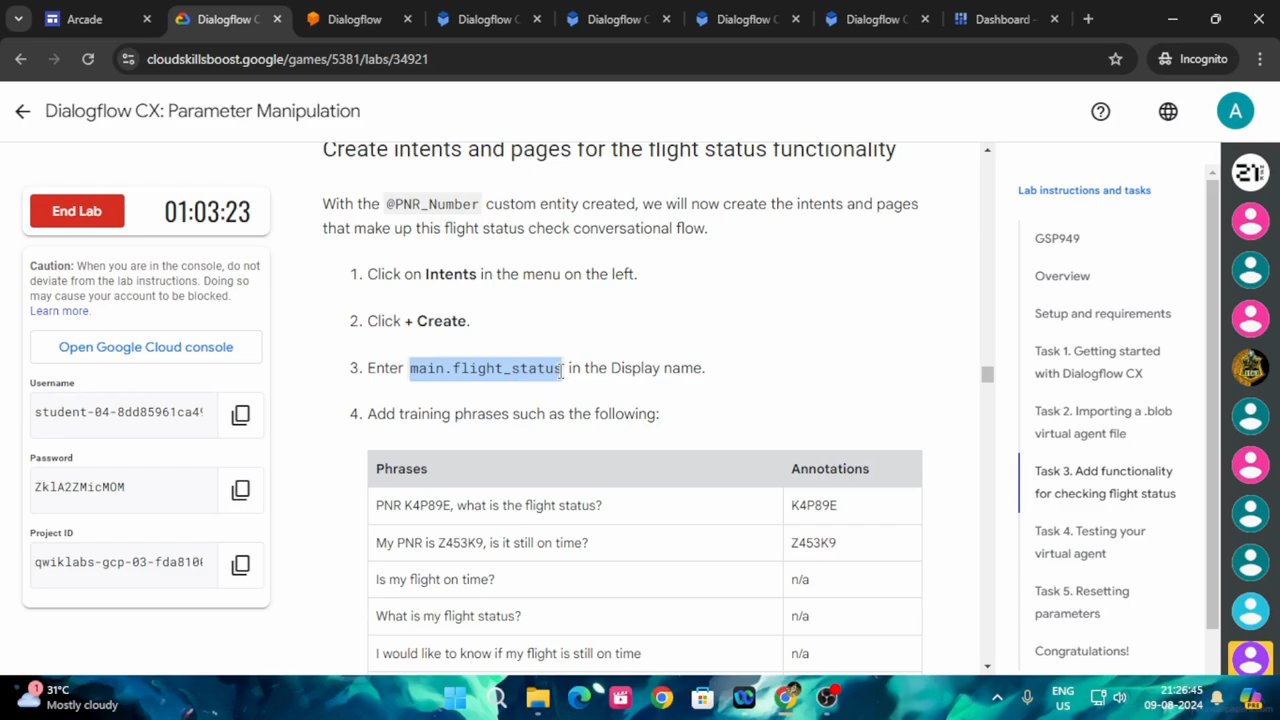 Arcade
Dialogflow C
Dialogflow
Dialogflow C
Dialogflow C
Dialogflow C
Dialogflow C
Dashboard -
cloudskillsboost.google/games/5381/labs/34921
Incognito
Dialogflow CX: Parameter Manipulation
A
Create intents and pages for the flight status functionality
End Lab
01:03:23
With the @PNR_Number custom entity created, we will now create the intents and pages
that make up this flight status check conversational flow.
Caution: When you are in the console, do not
deviate from the lab instructions. Doing so
may cause your account to be blocked.
Learn more.
Open Google Cloud console
Username
student-04-8dd85961ca4
Password
ZklA2ZMicMOM
Project ID
qwiklabs-gcp-03-fda810
1. Click on Intents in the menu on the left.
2. Click + Create.
3. Enter main.flight_status in the Display name.
4. Add training phrases such as the following:
Phrases Annotations
PNR K4P89E, what is the flight status? K4P89E
My PNR is Z453K9, is it still on time? Z453K9
Is my flight on time? n/a
What is my flight status? n/a
I would like to know if my flight is still on time n/a
Lab instructions and tasks
GSP949
Overview
Setup and requirements
Task 1. Getting started
with Dialogflow CX
Task 2. Importing a .blob
virtual agent file
Task 3. Add functionality
for checking flight status
Task 4. Testing your
virtual agent
Task 5. Resetting
parameters
Congratulations!
1
31°C
Mostly cloudy
ENG
US
21:26:45
09-08-2024
PRE